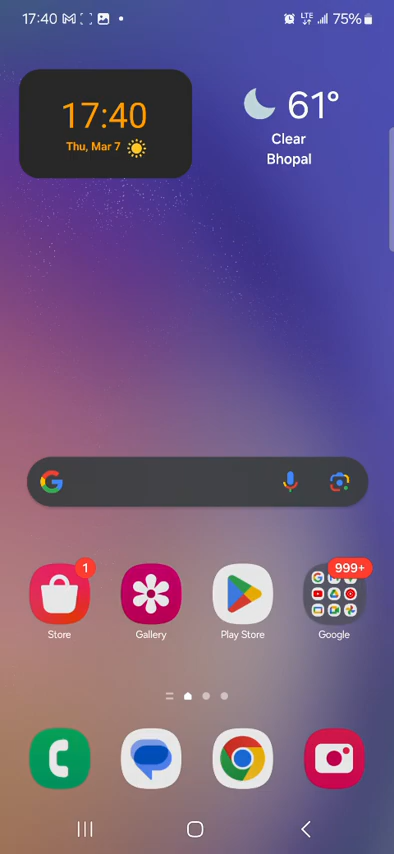 17:40
LTE
75%
17:40
Thu, Mar 7
61°
Clear
Bhopal
1
999+
Store
Gallery
Play Store
Google